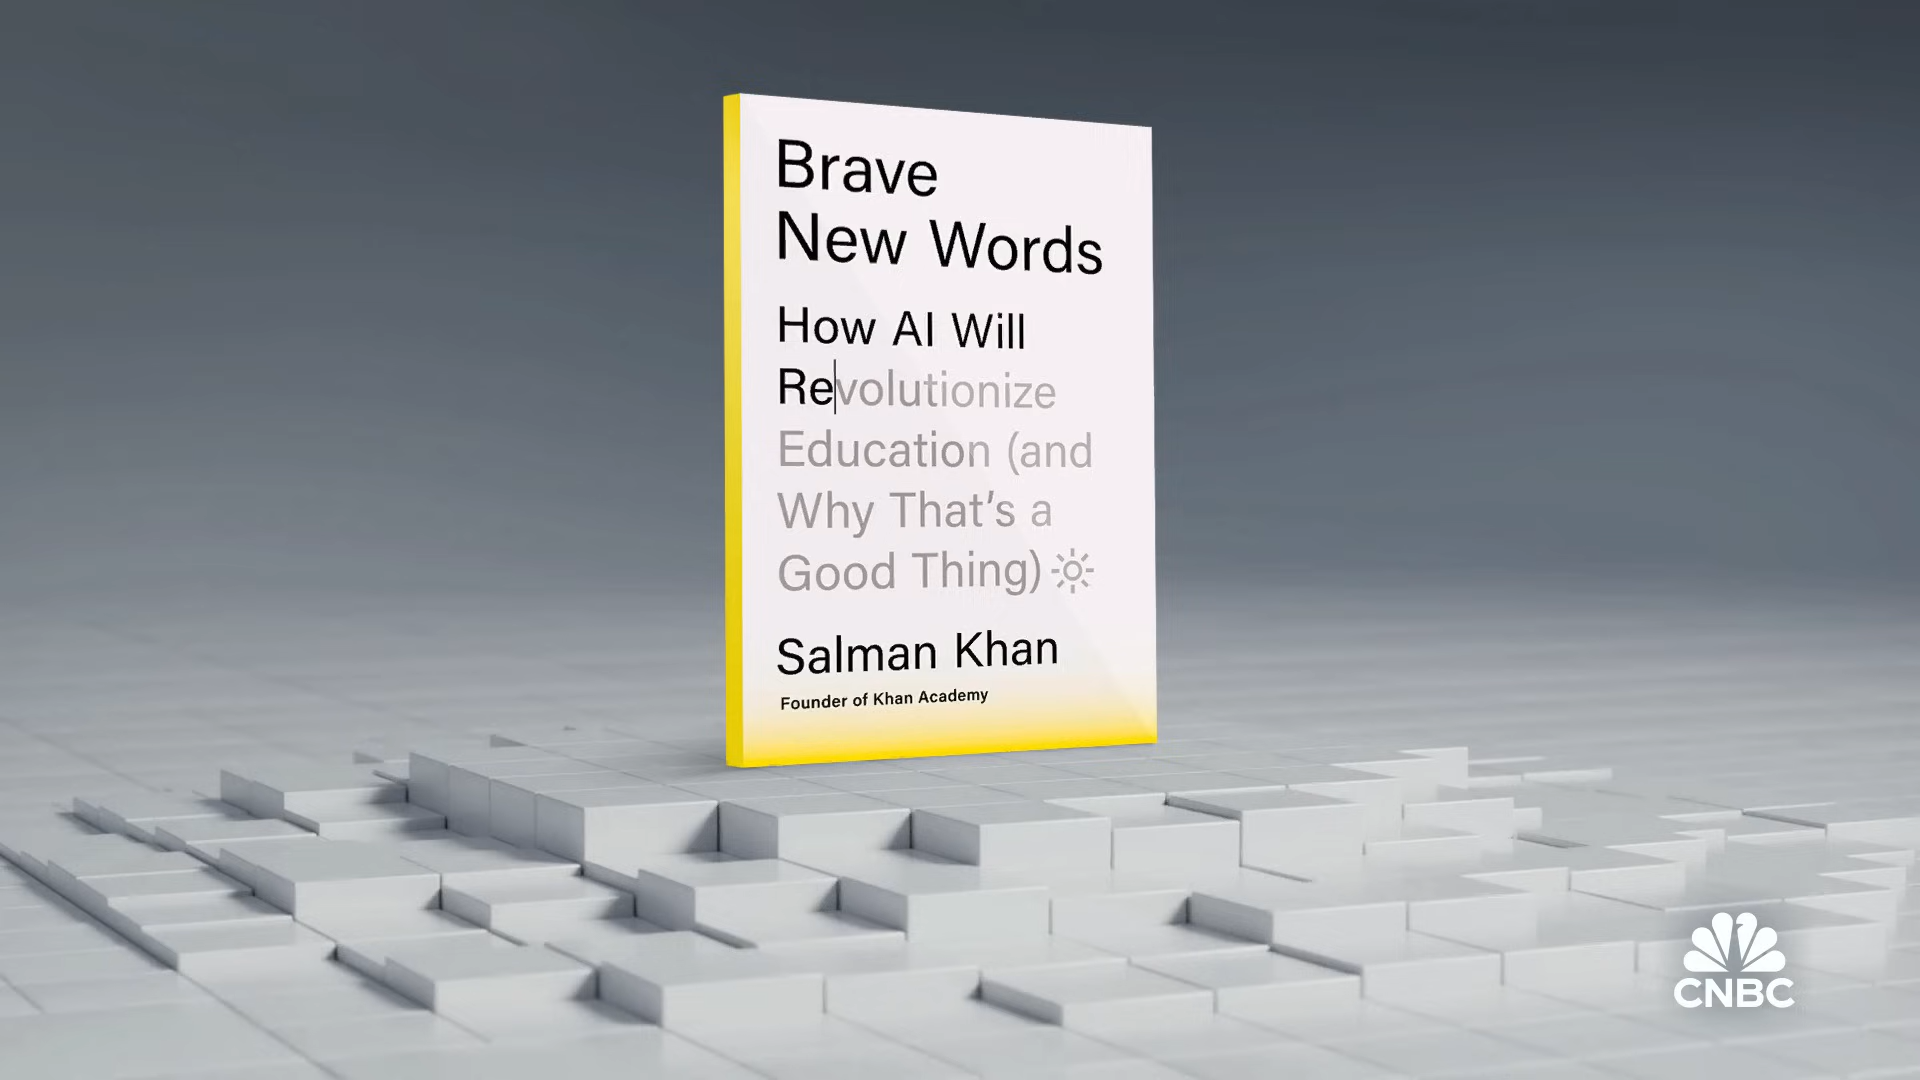 Brave
New Words
How AI Will
Revolutionize
Education (and
Why That's a
Good Thing)
Salman Khan
Founder of Khan Academy
CNBC